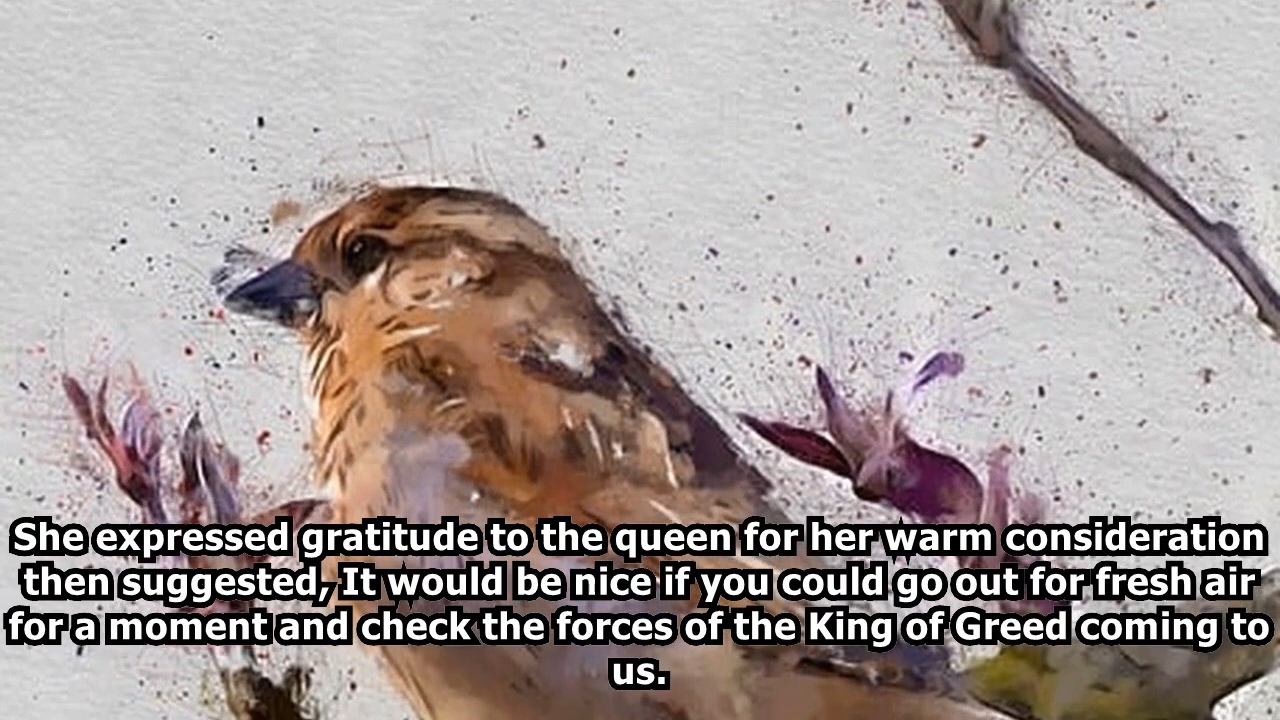 She expressed gratitude to the queen for her warm consideration
then suggested, It would be nice if you could go out for fresh air
for a moment and check the forces of the King of Greed coming to
us.